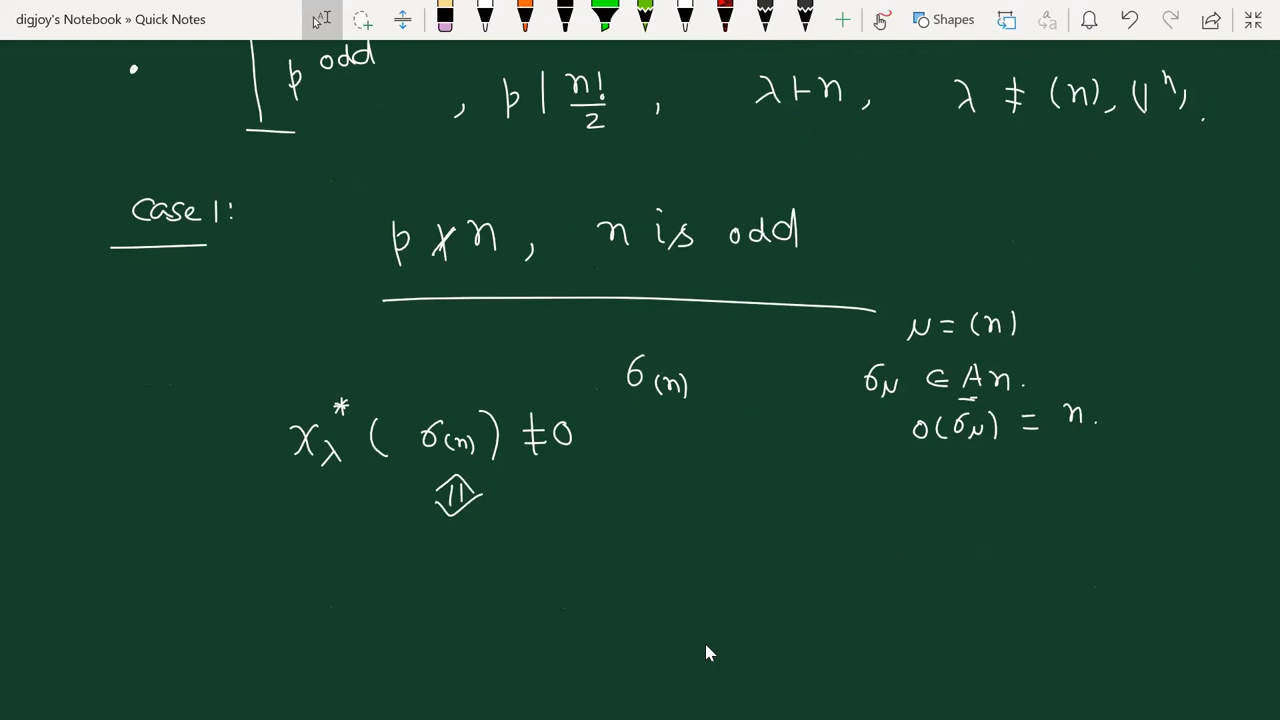 digjoy's Notebook » Quick Notes
Shapes
p odd, p | n!/2, λ ⊢ n, λ ≠ (n), (1ⁿ).
Case 1:
p ∤ n, n is odd
μ = (n)
σ(n)
σμ ∈ An.
o(σμ) = n.
χλ* (σ(n)) ≠ 0
⇕